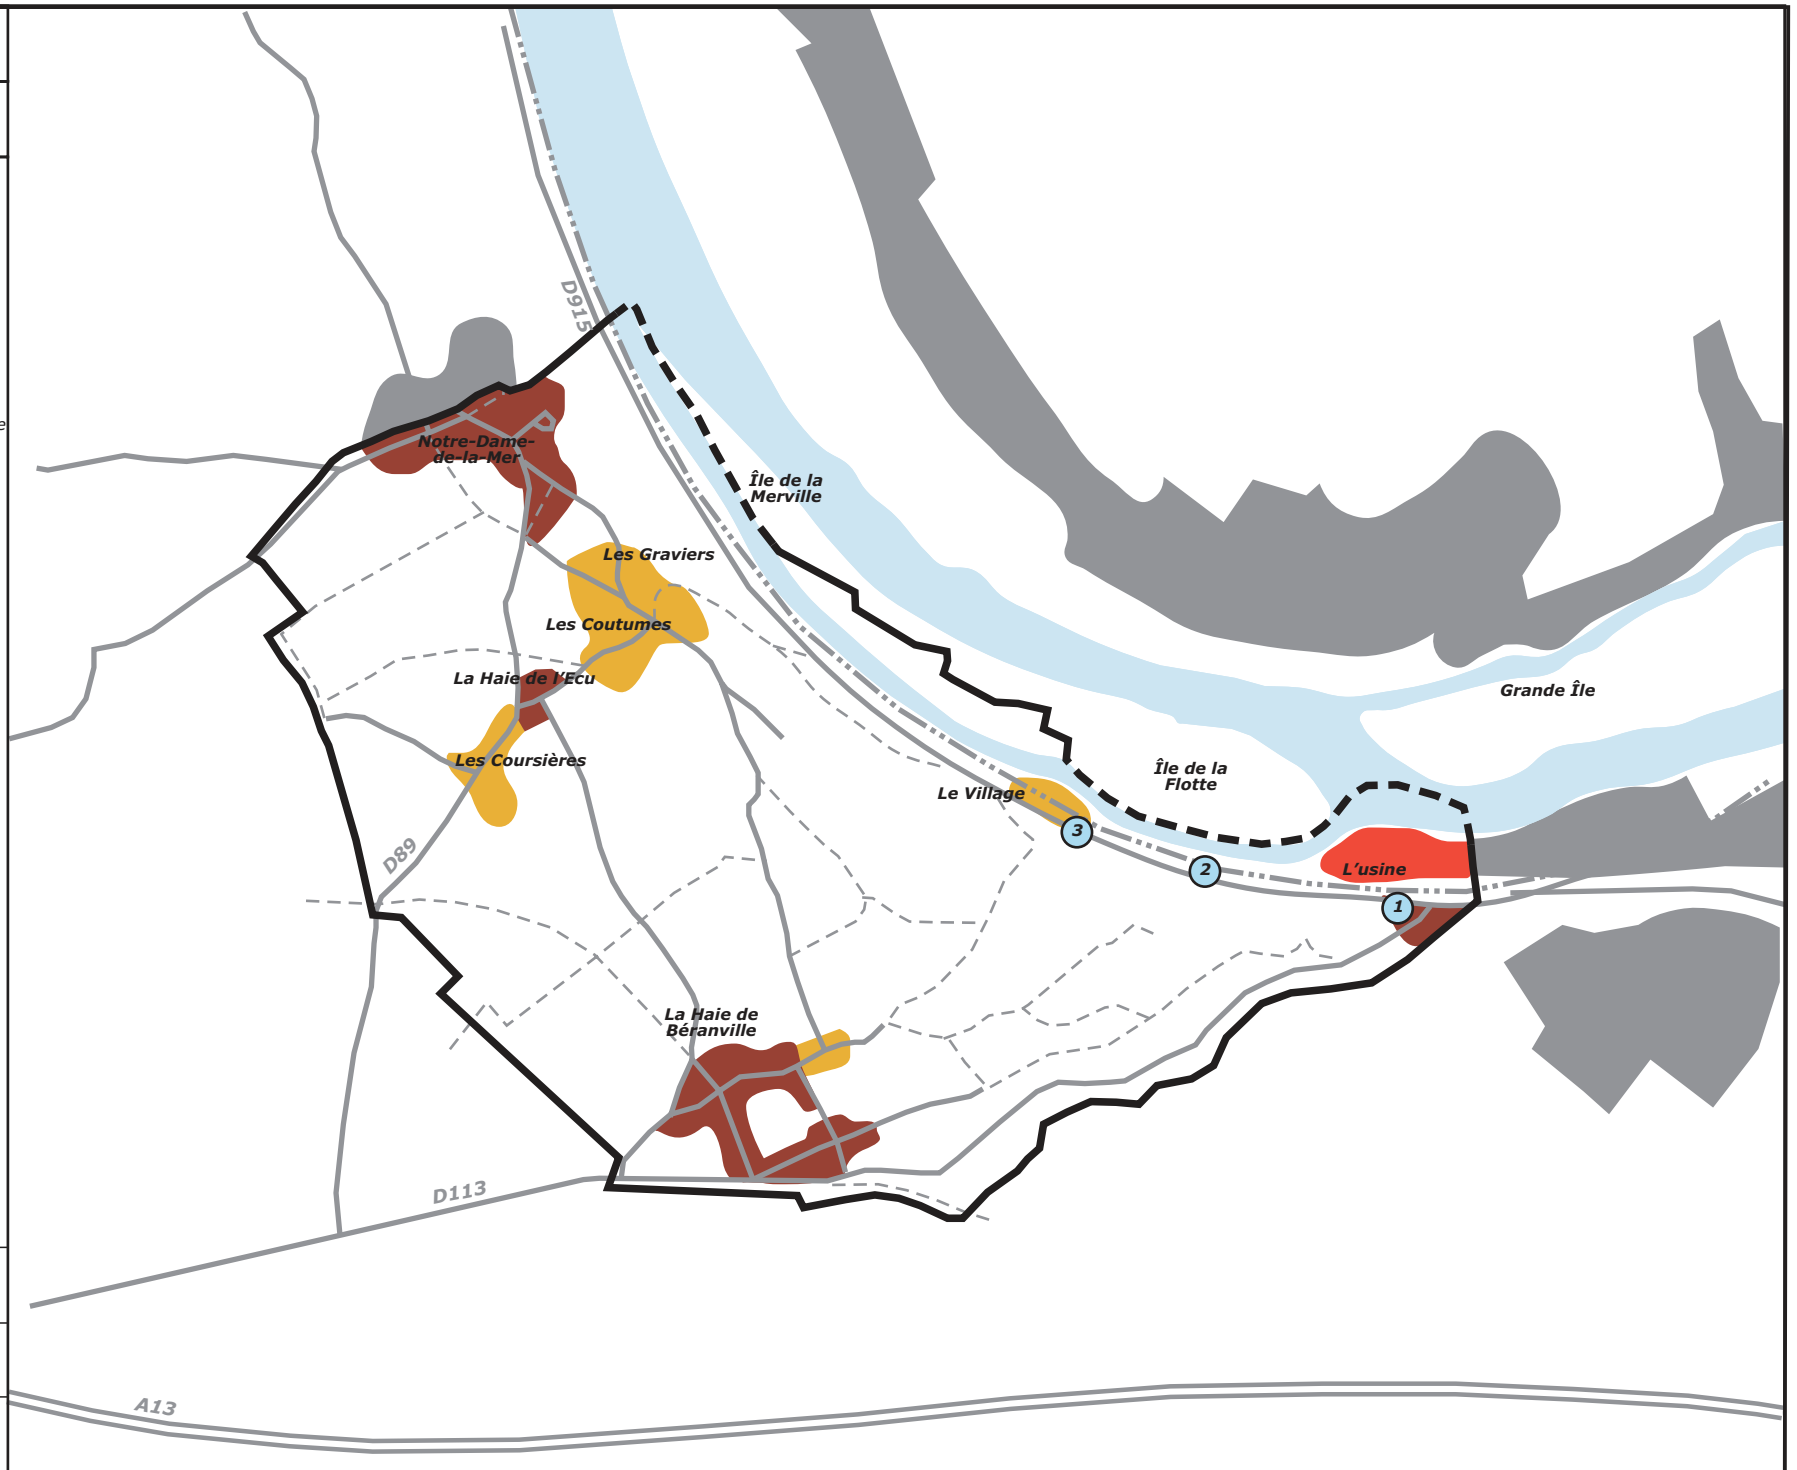 D915
e
Notre-Dame-
de-la-Mer
Île de la
Merville
Les Graviers
Les Coutumes
La Haie de l’Ecu
Grande Île
Les Coursières
Île de la
Flotte
Le Village
3
2
L’usine
D89
1
La Haie de
Béranville
D113
A13